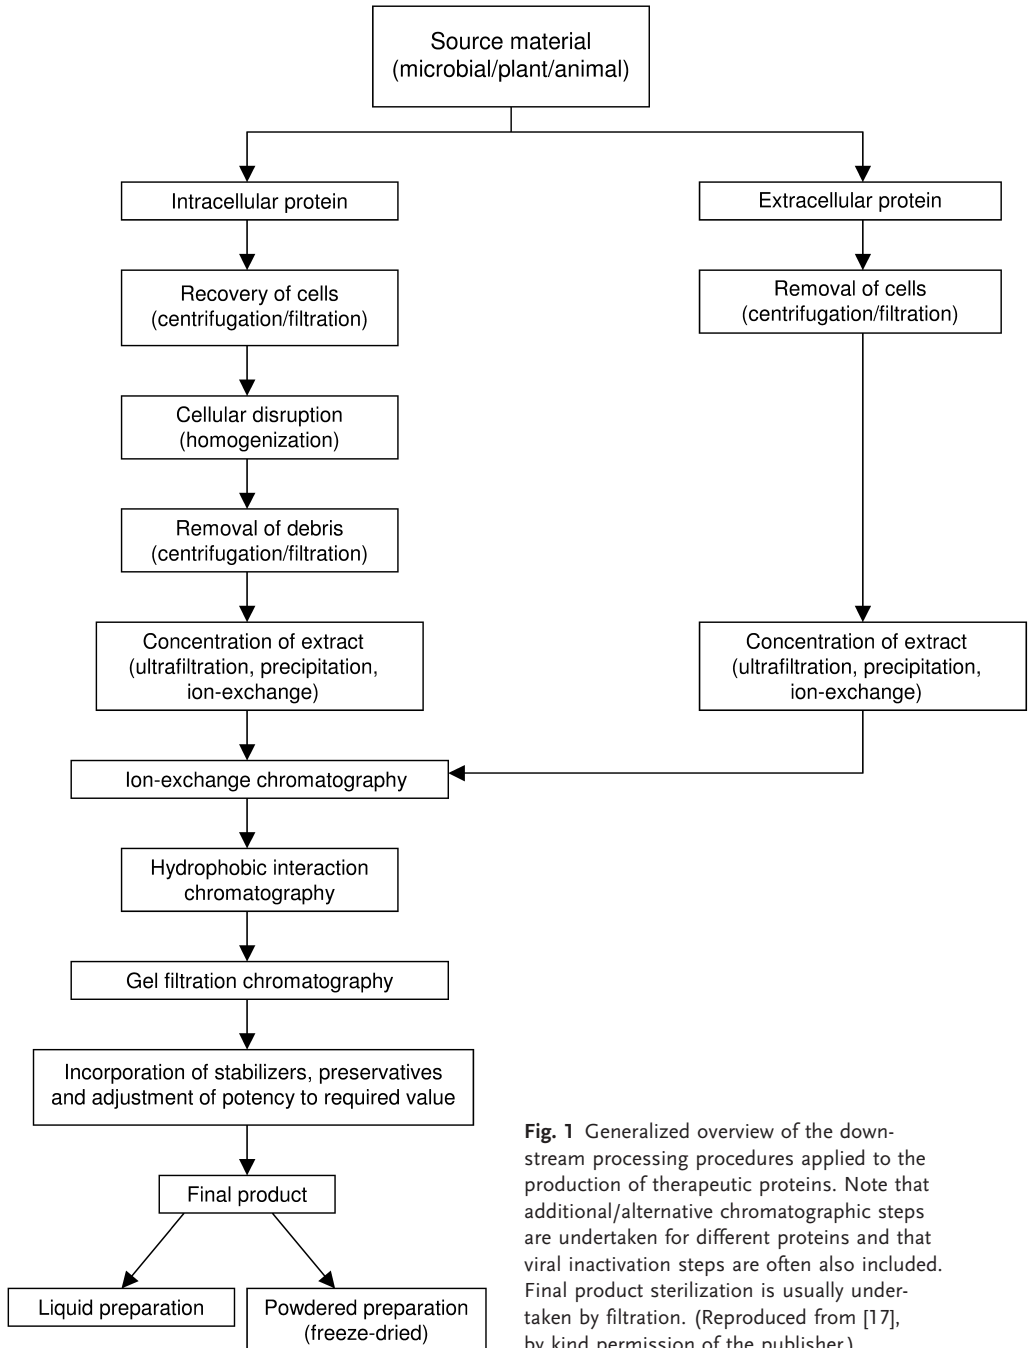 Source material
(microbial/plant/animal)
Intracellular protein
Extracellular protein
Recovery of cells
(centrifugation/filtration)
Removal of cells
(centrifugation/filtration)
Cellular disruption
(homogenization)
Removal of debris
(centrifugation/filtration)
Concentration of extract
(ultrafiltration, precipitation,
ion-exchange)
Concentration of extract
(ultrafiltration, precipitation,
ion-exchange)
Ion-exchange chromatography
Hydrophobic interaction
chromatography
Gel filtration chromatography
Incorporation of stabilizers, preservatives
and adjustment of potency to required value
Final product
Liquid preparation
Powdered preparation
(freeze-dried)
Fig. 1 Generalized overview of the down-
stream processing procedures applied to the
production of therapeutic proteins. Note that
additional/alternative chromatographic steps
are undertaken for different proteins and that
viral inactivation steps are often also included.
Final product sterilization is usually under-
taken by filtration. (Reproduced from [17],
by kind permission of the publisher.)